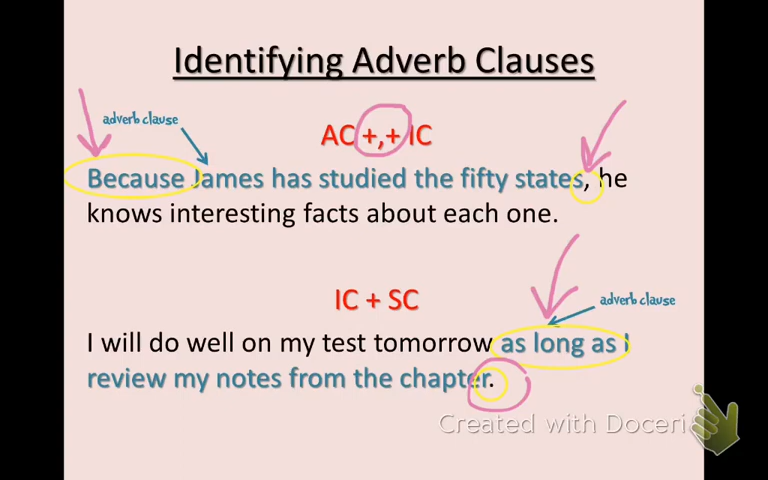 Identifying Adverb Clauses
AC +,+ IC
adverb clause
Because James has studied the fifty states, he
knows interesting facts about each one.
IC + SC
adverb clause
I will do well on my test tomorrow as long as I
review my notes from the chapter.
Created with Doceri